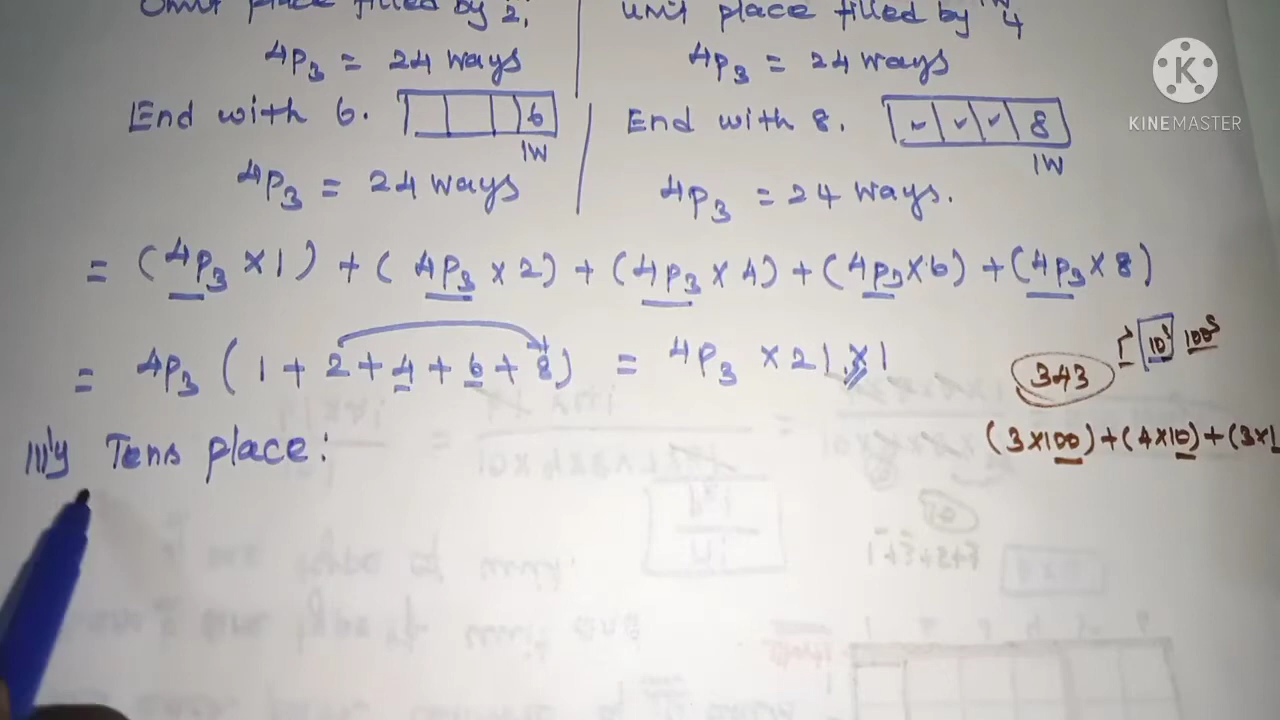 Unit place filled by 2.
4P3 = 24 ways
End with 6. 6
1W
4P3 = 24 ways
unit place filled by 4
4P3 = 24 ways
End with 8. ✓ ✓ ✓ 8
1W
4P3 = 24 ways.
= (4P3 × 1) + (4P3 × 2) + (4P3 × 4) + (4P3 × 6) + (4P3 × 8)
= 4P3 (1 + 2 + 4 + 6 + 8) = 4P3 × 21 × 1
343 10's 100s
(3×100) + (4×10) + (3×1
lll'y Tens place:
K
KINEMASTER